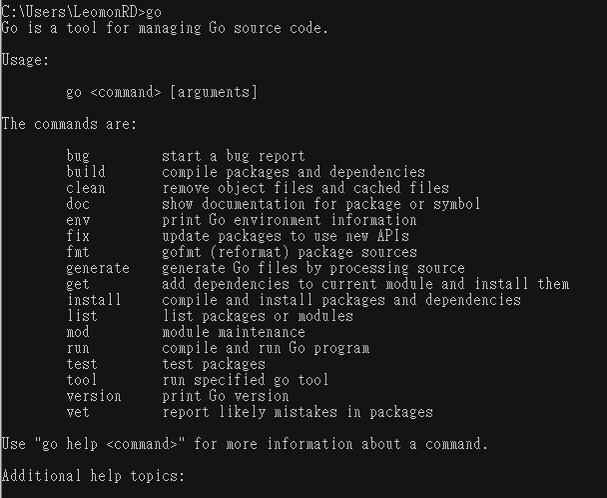 C:\Users\LeomonRD>go
Go is a tool for managing Go source code.
Usage:
go <command> [arguments]
The commands are:
bug start a bug report
build compile packages and dependencies
clean remove object files and cached files
doc show documentation for package or symbol
env print Go environment information
fix update packages to use new APIs
fmt gofmt (reformat) package sources
generate generate Go files by processing source
get add dependencies to current module and install them
install compile and install packages and dependencies
list list packages or modules
mod module maintenance
run compile and run Go program
test test packages
tool run specified go tool
version print Go version
vet report likely mistakes in packages
Use "go help <command>" for more information about a command.
Additional help topics: